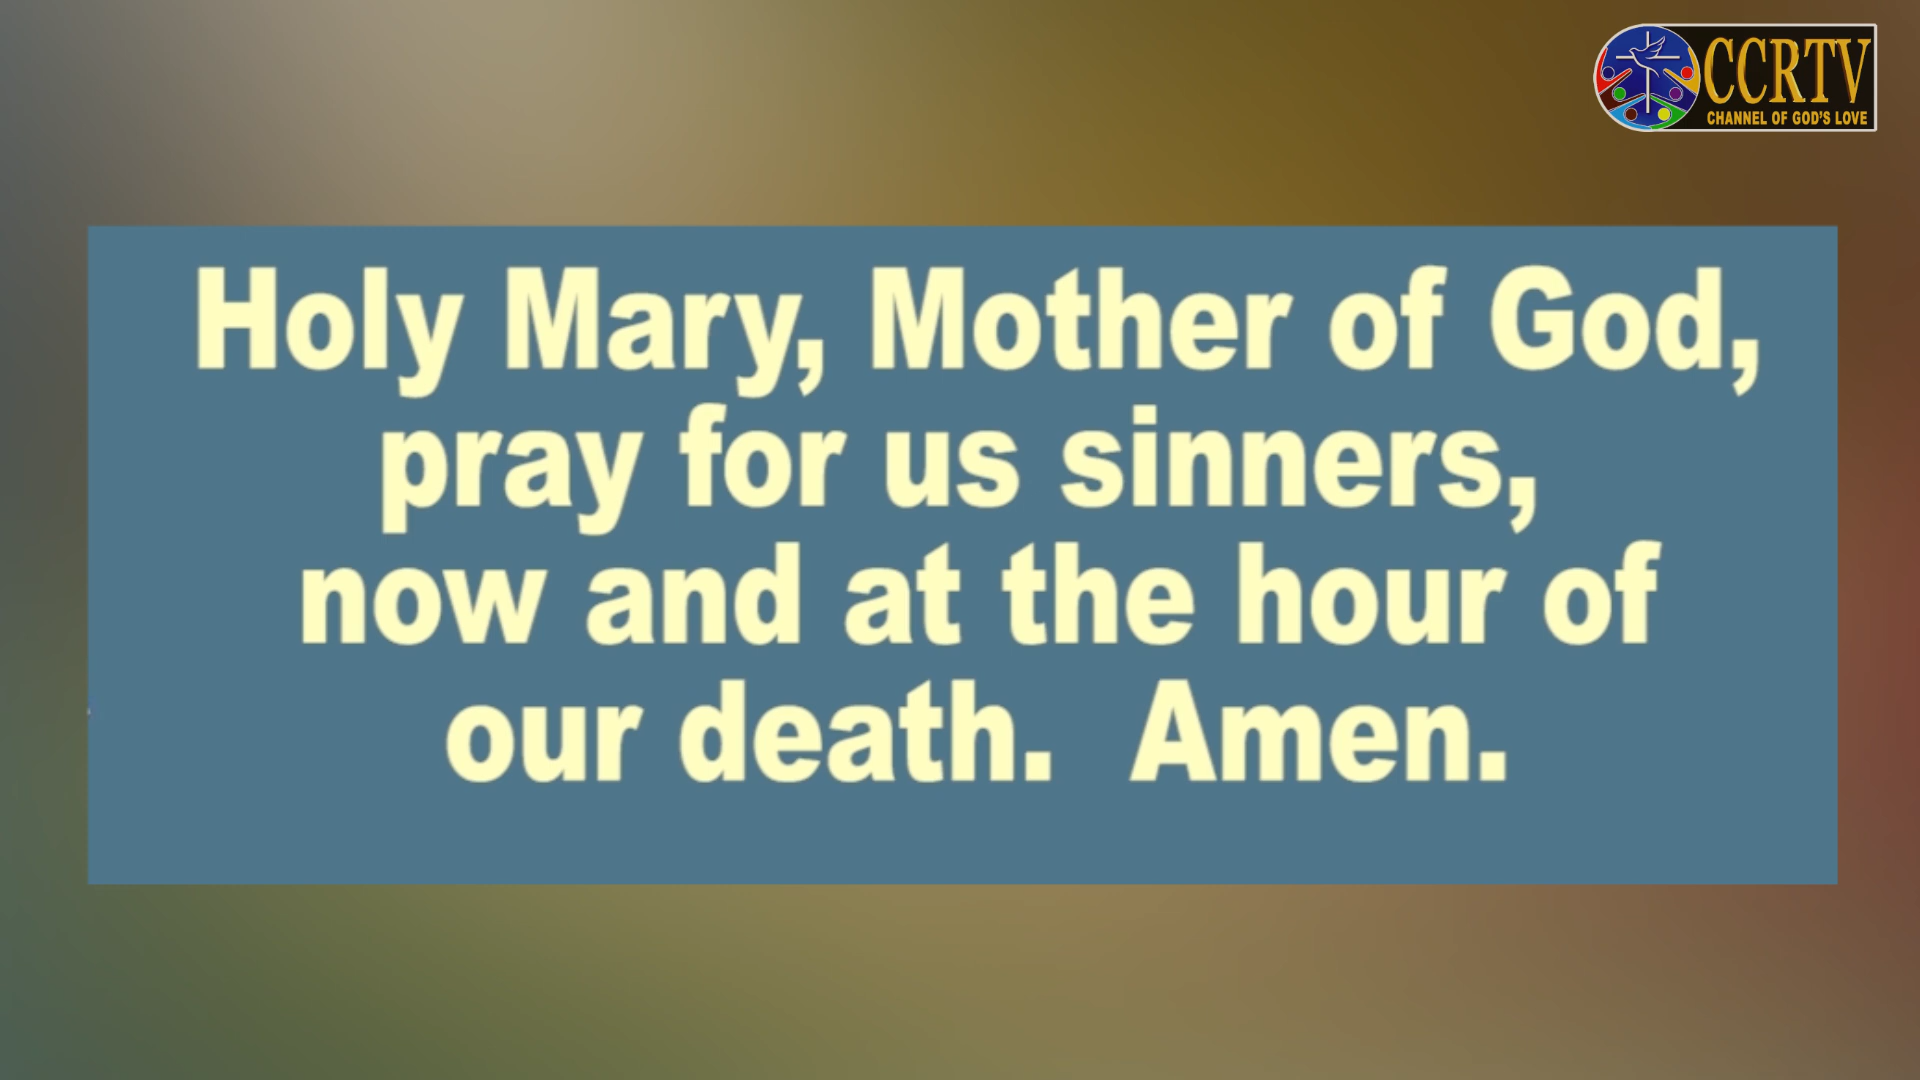 CCRTV
CHANNEL OF GOD'S LOVE
Holy Mary, Mother of God,
pray for us sinners,
now and at the hour of
our death. Amen.